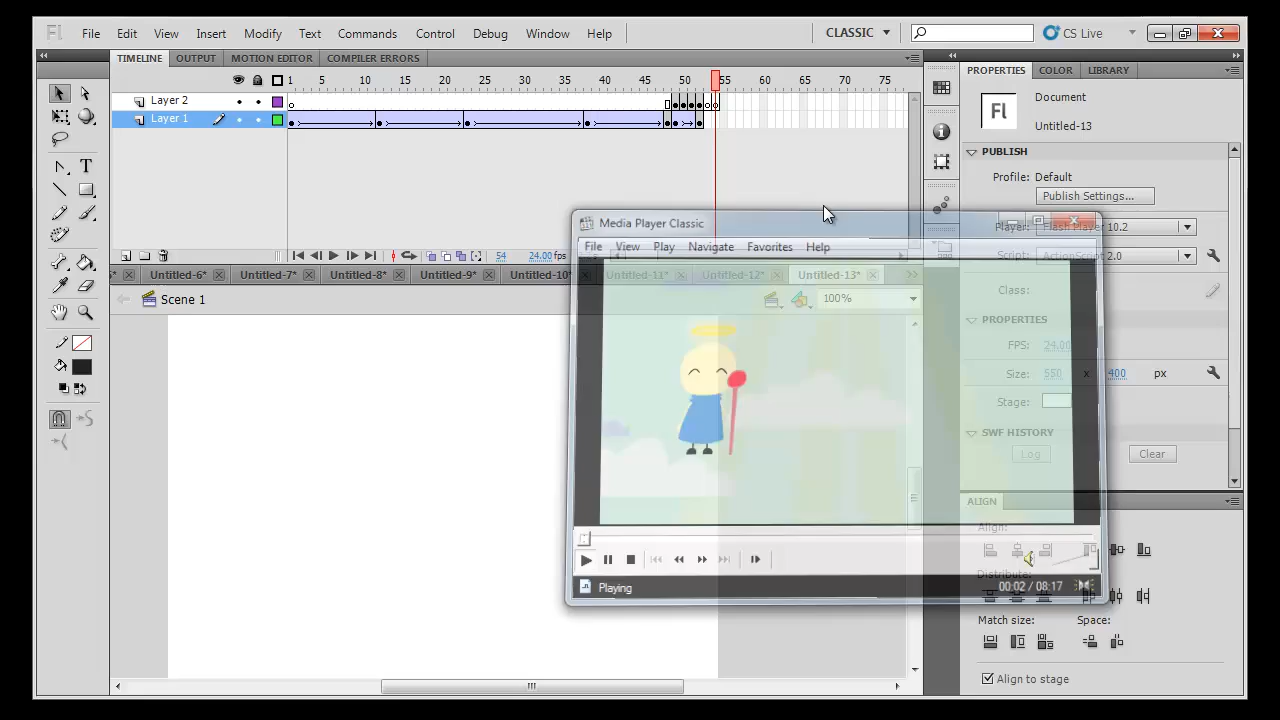 Fl File Edit View Insert Modify Text Commands Control Debug Window Help CLASSIC CS Live
TIMELINE OUTPUT MOTION EDITOR COMPILER ERRORS
PROPERTIES COLOR LIBRARY
1 5 10 15 20 25 30 35 40 45 50 55 60 65 70 75
Layer 2
Layer 1
Fl Document
Untitled-13
PUBLISH
Profile: Default
Publish Settings...
Player: Flash Player 10.2
Script: ActionScript 2.0
Class:
PROPERTIES
FPS: 24.00
Size: 550 x 400 px
Stage:
SWF HISTORY
Log Clear
ALIGN
Align:
Distribute:
Match size: Space:
Align to stage
54 24.00 fps
Untitled-6* Untitled-7* Untitled-8* Untitled-9* Untitled-10* Untitled-11* Untitled-12* Untitled-13*
Scene 1
100%
Media Player Classic
File View Play Navigate Favorites Help
Playing
00:02 / 08:17